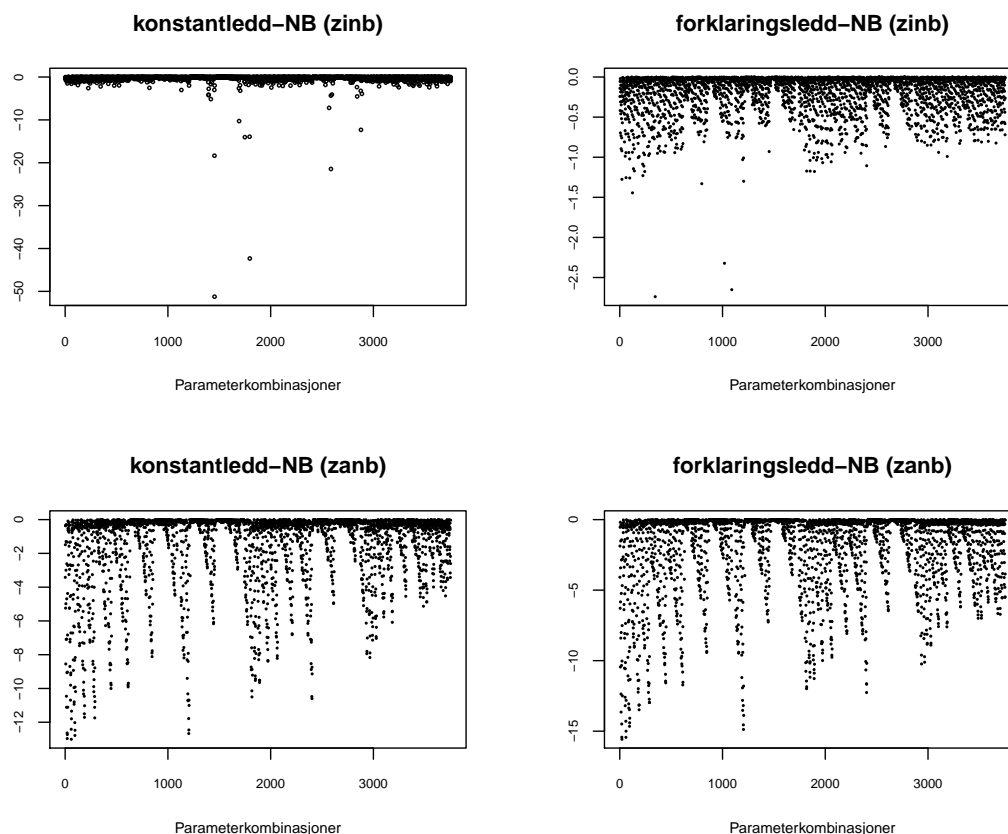 konstantledd−NB (zinb)
0
−10
−20
−30
−40
−50
0 1000 2000 3000
Parameterkombinasjoner
forklaringsledd−NB (zinb)
0.0
−0.5
−1.0
−1.5
−2.0
−2.5
0 1000 2000 3000
Parameterkombinasjoner
konstantledd−NB (zanb)
0
−2
−4
−6
−8
−10
−12
0 1000 2000 3000
Parameterkombinasjoner
forklaringsledd−NB (zanb)
0
−5
−10
−15
0 1000 2000 3000
Parameterkombinasjoner